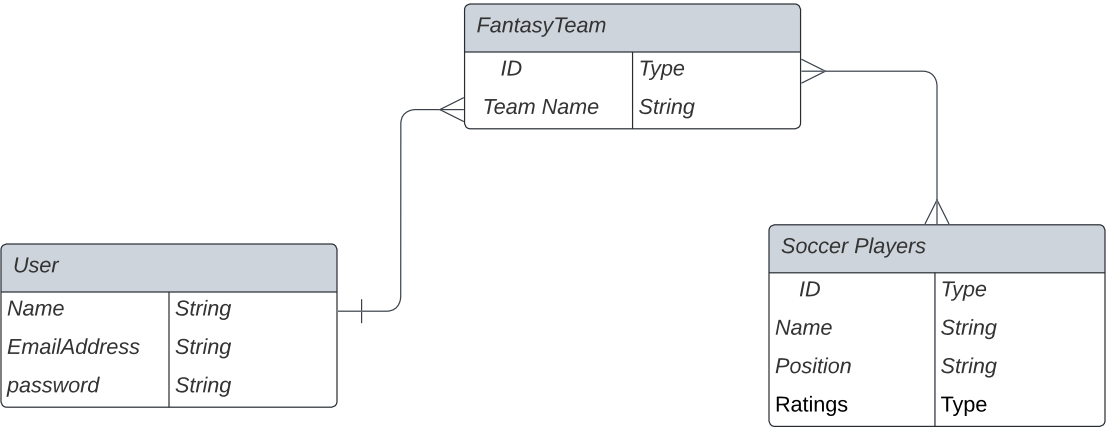 FantasyTeam
ID Type
Team Name String
User
Name String
EmailAddress String
password String
Soccer Players
ID Type
Name String
Position String
Ratings Type